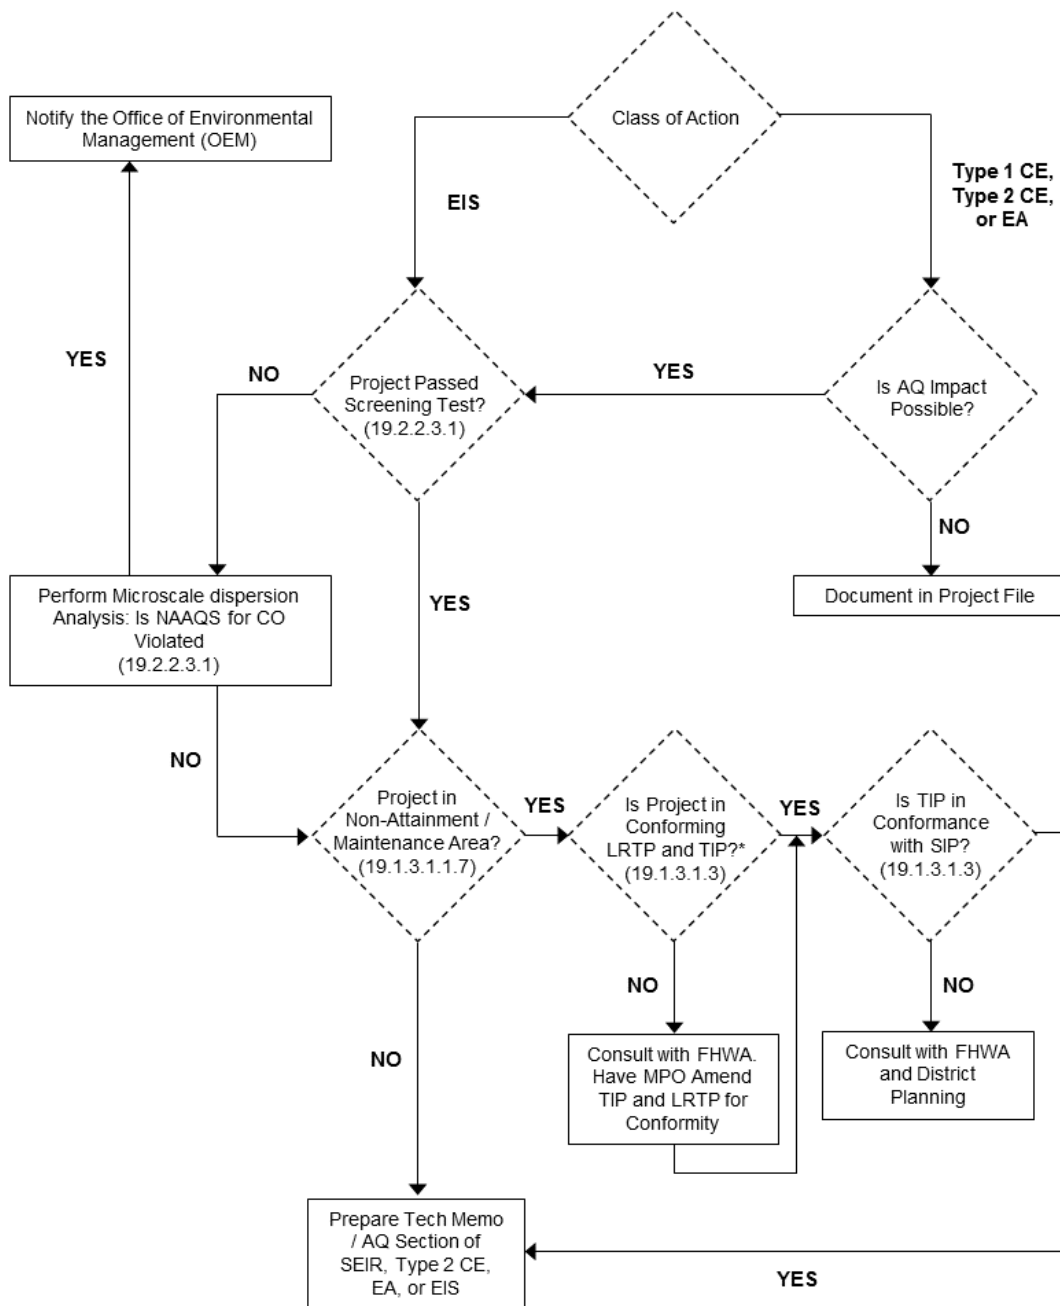 Class of Action
Notify the Office of Environmental
Management (OEM)
EIS
Type 1 CE,
Type 2 CE,
or EA
YES
NO
Project Passed
Screening Test?
(19.2.2.3.1)
YES
Is AQ Impact
Possible?
NO
Perform Microscale dispersion
Analysis: Is NAAQS for CO
Violated
(19.2.2.3.1)
YES
Document in Project File
NO
Project in
Non-Attainment /
Maintenance Area?
(19.1.3.1.1.7)
YES
Is Project in
Conforming
LRTP and TIP?*
(19.1.3.1.3)
YES
Is TIP in
Conformance
with SIP?
(19.1.3.1.3)
NO
NO
NO
Consult with FHWA.
Have MPO Amend
TIP and LRTP for
Conformity
Consult with FHWA
and District
Planning
Prepare Tech Memo
/ AQ Section of
SEIR, Type 2 CE,
EA, or EIS
YES